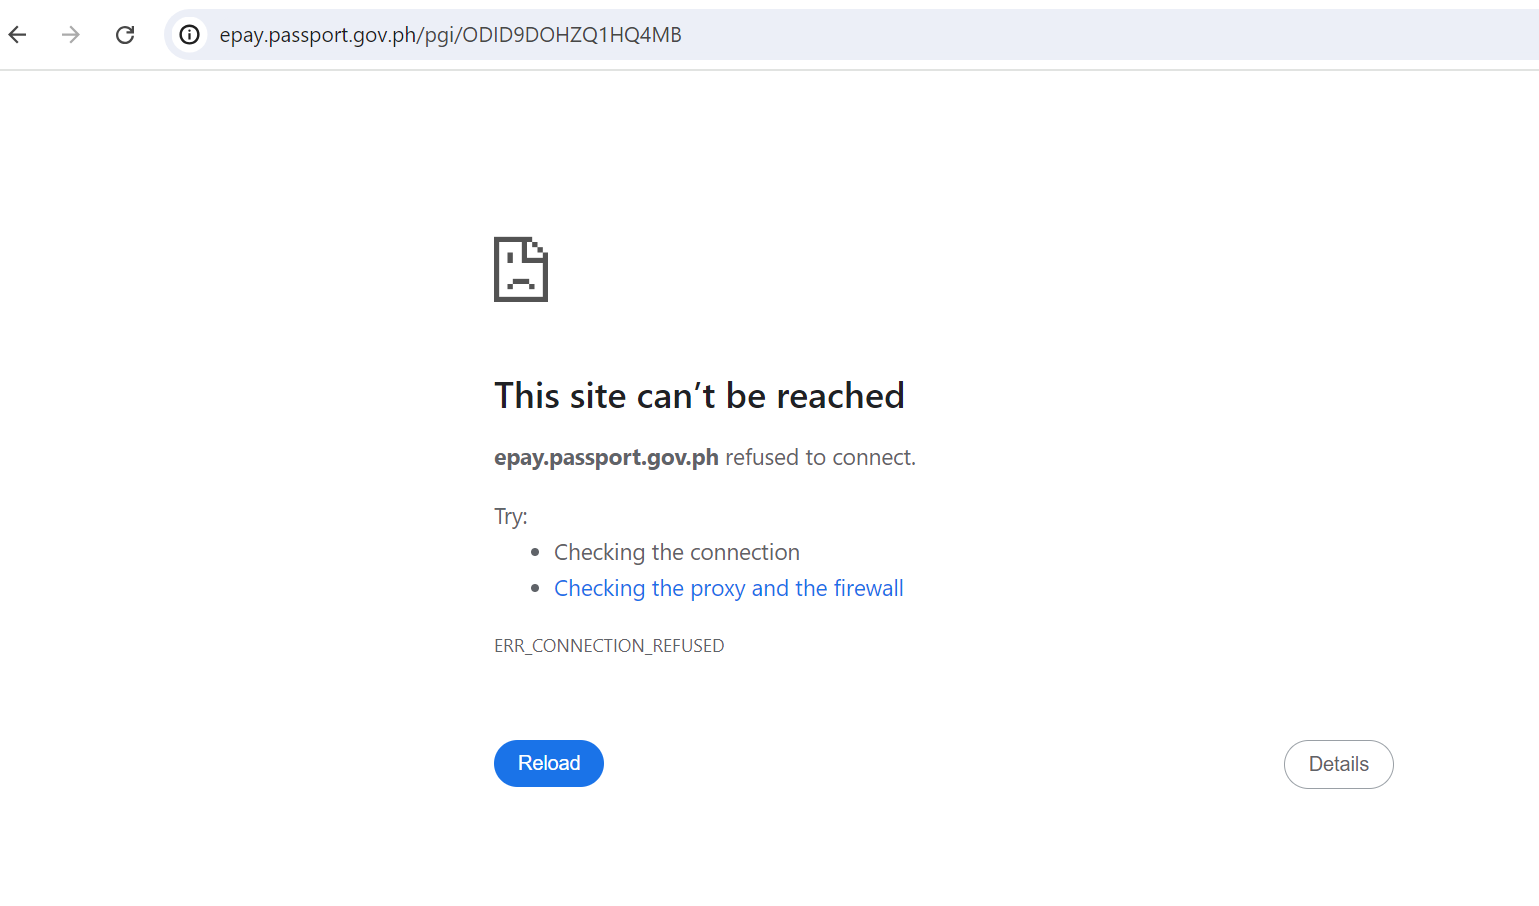 epay.passport.gov.ph/pgi/ODID9DOHZQ1HQ4MB
This site can’t be reached
epay.passport.gov.ph refused to connect.
Try:
Checking the connection
Checking the proxy and the firewall
ERR_CONNECTION_REFUSED
Reload
Details